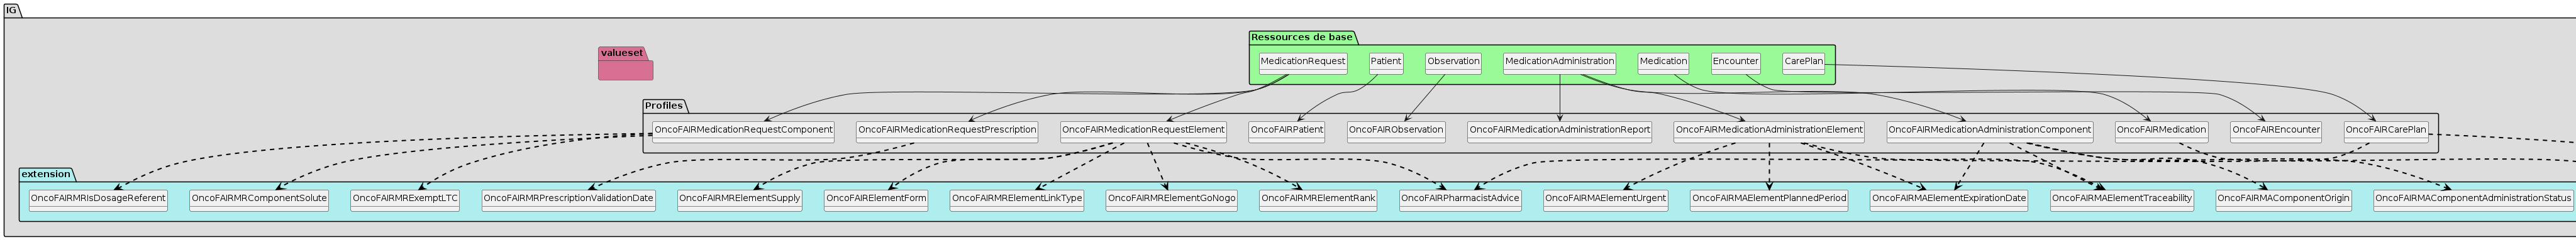 IG
valueset
Ressources de base
MedicationRequest
Patient
Observation
MedicationAdministration
Medication
Encounter
CarePlan
Profiles
OncoFAIRMedicationRequestComponent
OncoFAIRMedicationRequestPrescription
OncoFAIRMedicationRequestElement
OncoFAIRPatient
OncoFAIRObservation
OncoFAIRMedicationAdministrationReport
OncoFAIRMedicationAdministrationElement
OncoFAIRMedicationAdministrationComponent
OncoFAIRMedication
OncoFAIREncounter
OncoFAIRCarePlan
extension
OncoFAIRMRIsDosageReferent
OncoFAIRMRComponentSolute
OncoFAIRMRExemptLTC
OncoFAIRMRPrescriptionValidationDate
OncoFAIRMRElementSupply
OncoFAIRElementForm
OncoFAIRMRElementLinkType
OncoFAIRMRElementGoNogo
OncoFAIRMRElementRank
OncoFAIRPharmacistAdvice
OncoFAIRMAElementUrgent
OncoFAIRMAElementPlannedPeriod
OncoFAIRMAElementExpirationDate
OncoFAIRMAElementTraceability
OncoFAIRMAComponentOrigin
OncoFAIRMAComponentAdministrationStatus